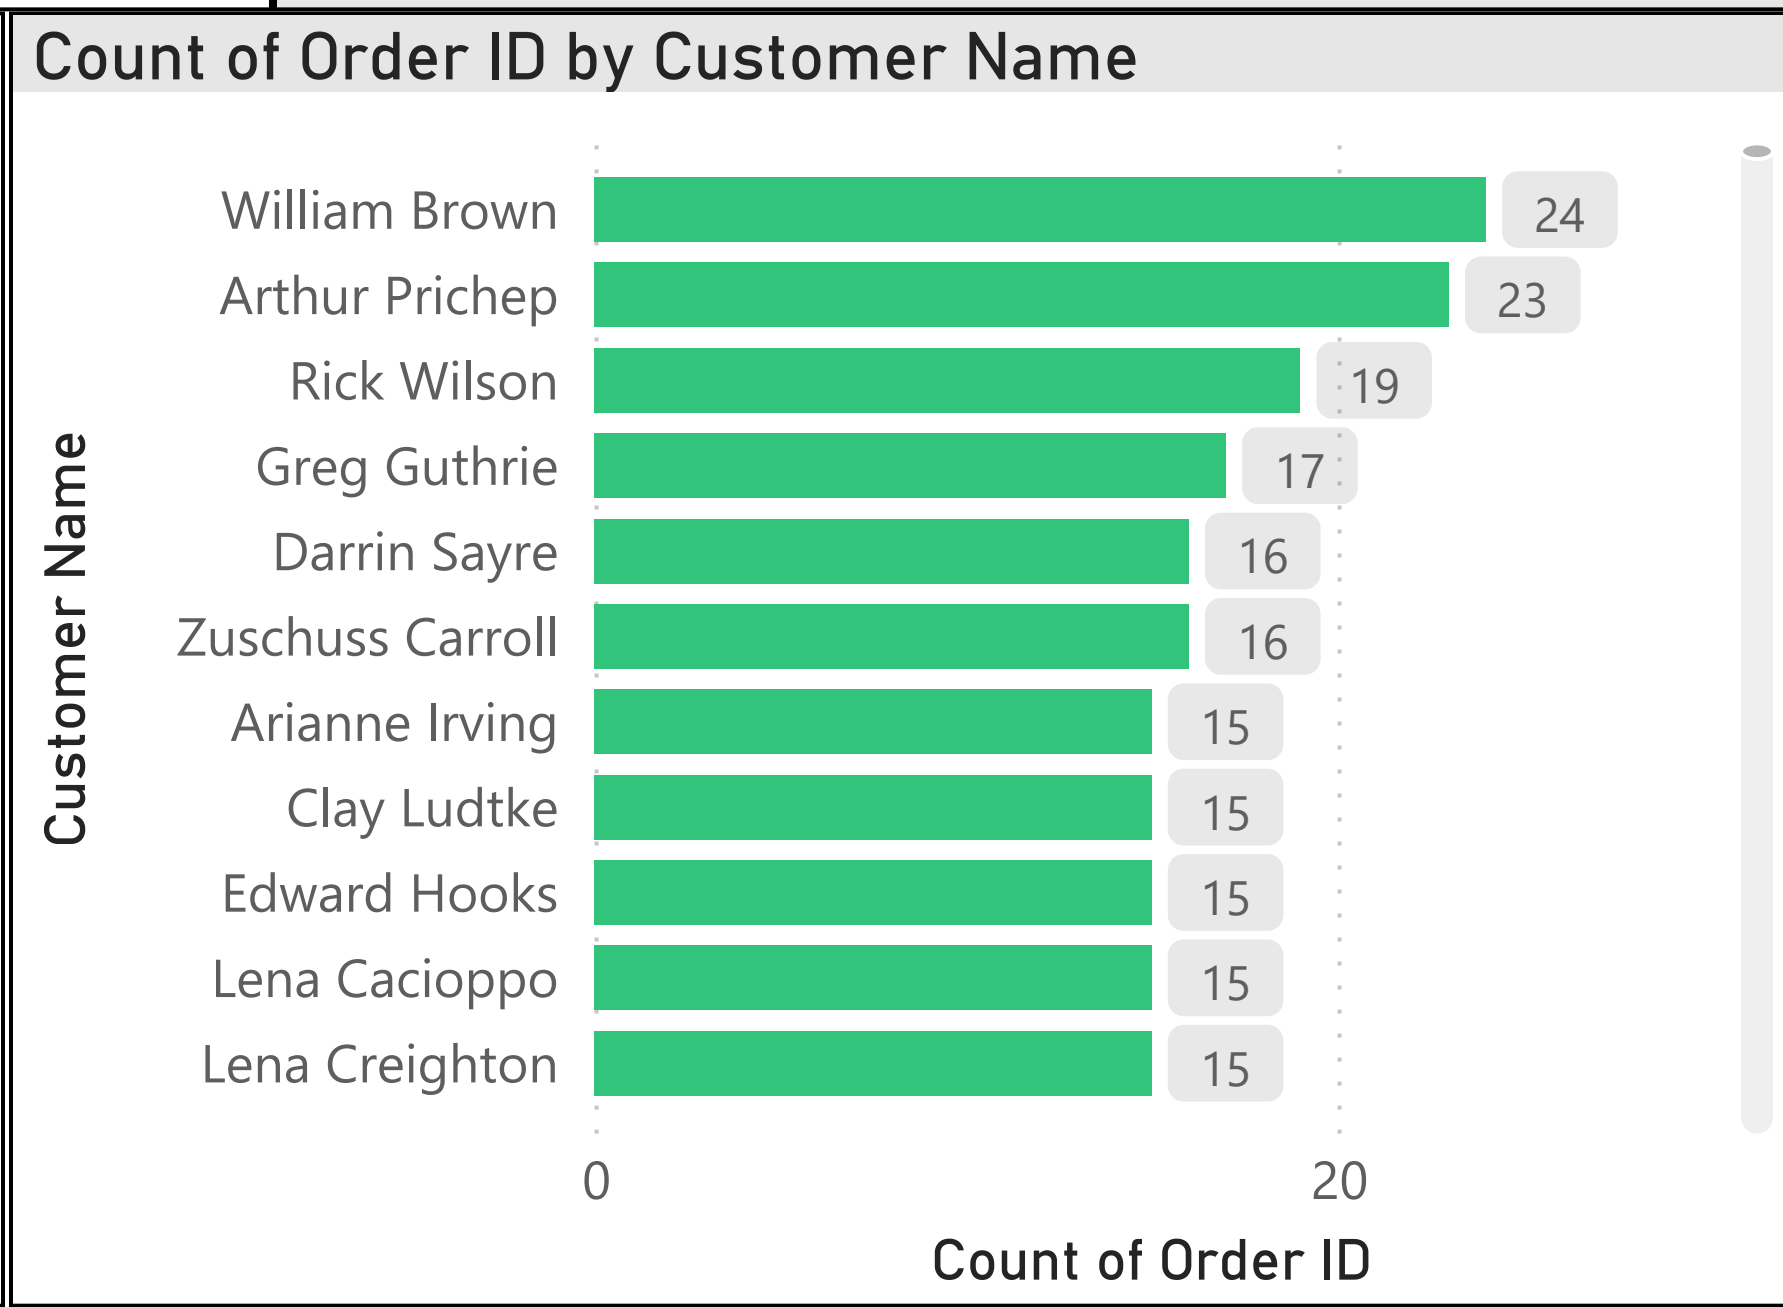 Count of Order ID by Customer Name
William Brown 24
Arthur Prichep 23
Rick Wilson 19
Greg Guthrie 17
Darrin Sayre 16
Zuschuss Carroll 16
Arianne Irving 15
Clay Ludtke 15
Edward Hooks 15
Lena Cacioppo 15
Lena Creighton 15
Customer Name
0 20
Count of Order ID